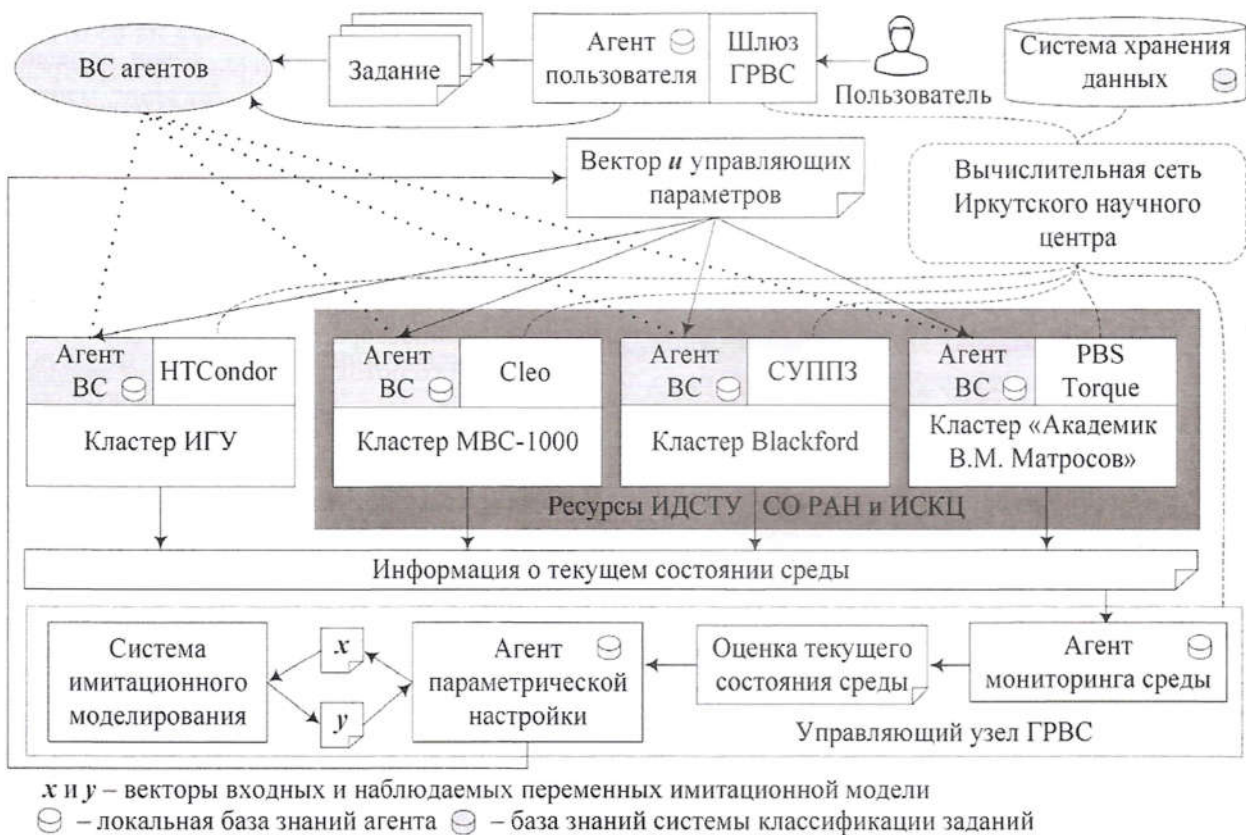 ВС агентов
Задание
Агент
пользователя
Шлюз
ГРВС
Пользователь
Система хранения
данных
Вектор u управляющих
параметров
Вычислительная сеть
Иркутского научного
центра
Агент
ВС
HTCondor
Кластер ИГУ
Агент
ВС
Cleo
Кластер МВС-1000
Агент
ВС
СУППЗ
Кластер Blackford
Агент
ВС
PBS
Torque
Кластер «Академик
В.М. Матросов»
Ресурсы ИДСТУ СО РАН и ИСКЦ
Информация о текущем состоянии среды
Система
имитационного
моделирования
x
y
Агент
параметрической
настройки
Оценка текущего
состояния среды
Агент
мониторинга среды
Управляющий узел ГРВС
x и y – векторы входных и наблюдаемых переменных имитационной модели
– локальная база знаний агента – база знаний системы классификации заданий